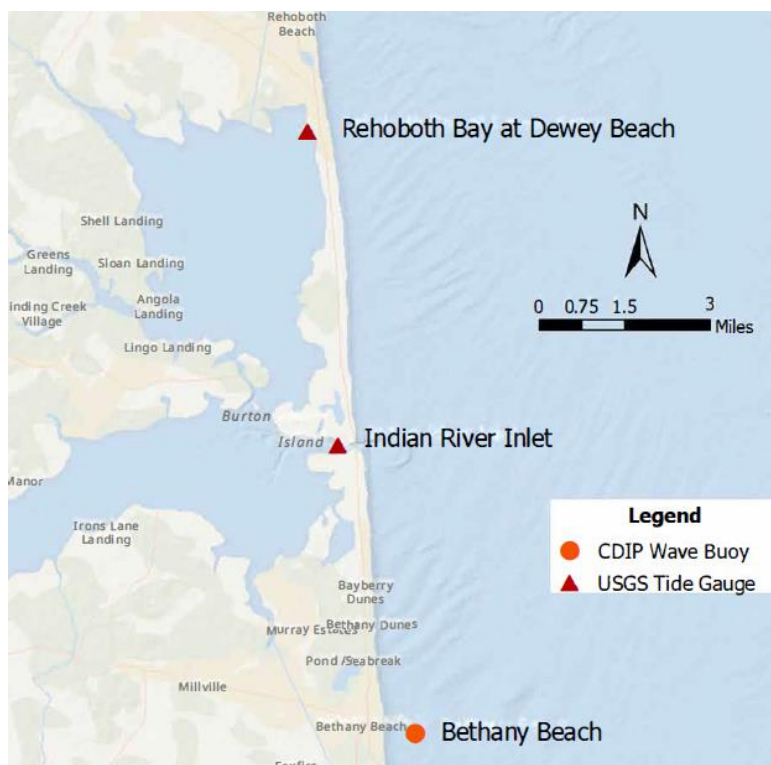 Rehoboth
Beach
Rehoboth Bay at Dewey Beach
N
0 0.75 1.5 3
Miles
Shell Landing
Greens
Landing
Sloan Landing
inding Creek
Village
Angola
Landing
Lingo Landing
Burton
Island
Indian River Inlet
Manor
Irons Lane
Landing
Legend
CDIP Wave Buoy
USGS Tide Gauge
Bayberry
Dunes
Murray Estates
Bethany Dunes
Pond /Seabreak
Millville
Bethany Beach
Bethany Beach